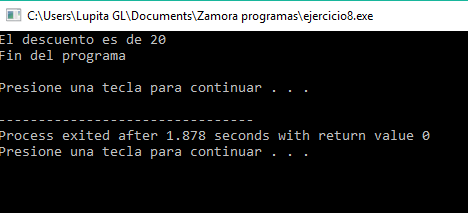 C:\Users\Lupita GL\Documents\Zamora programas\ejercicio8.exe
El descuento es de 20
Fin del programa
Presione una tecla para continuar . . .
--------------------------------
Process exited after 1.878 seconds with return value 0
Presione una tecla para continuar . . .